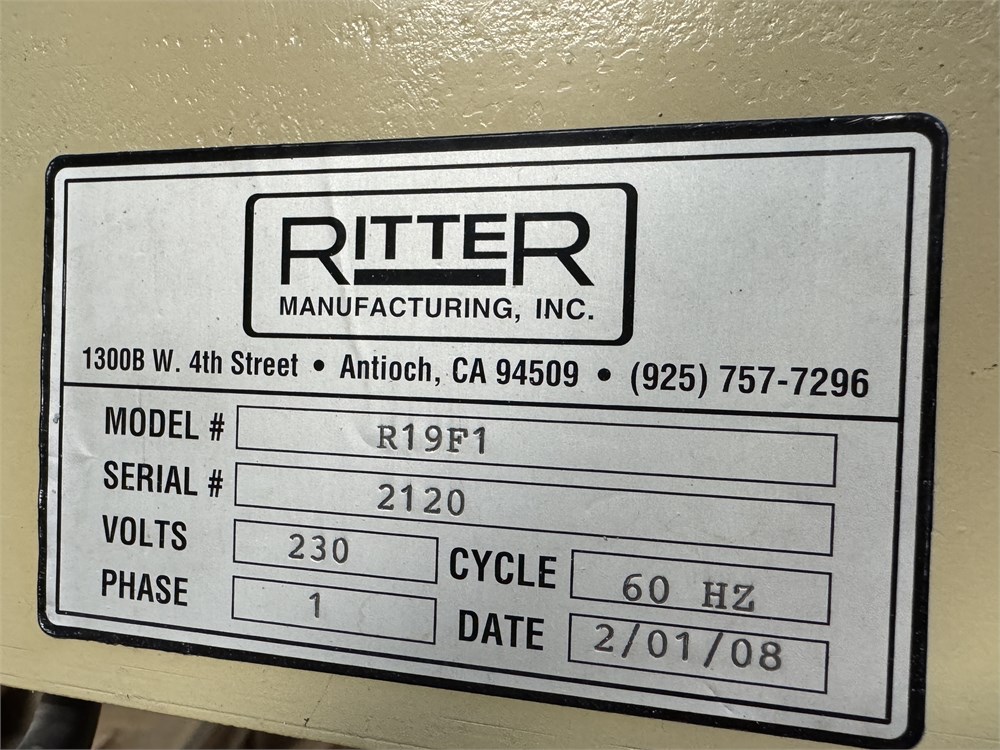 RITTER
MANUFACTURING, INC.
1300B W. 4th Street • Antioch, CA 94509 • (925) 757-7296
MODEL # R19F1
SERIAL # 2120
VOLTS 230 CYCLE 60 HZ
PHASE 1 DATE 2/01/08